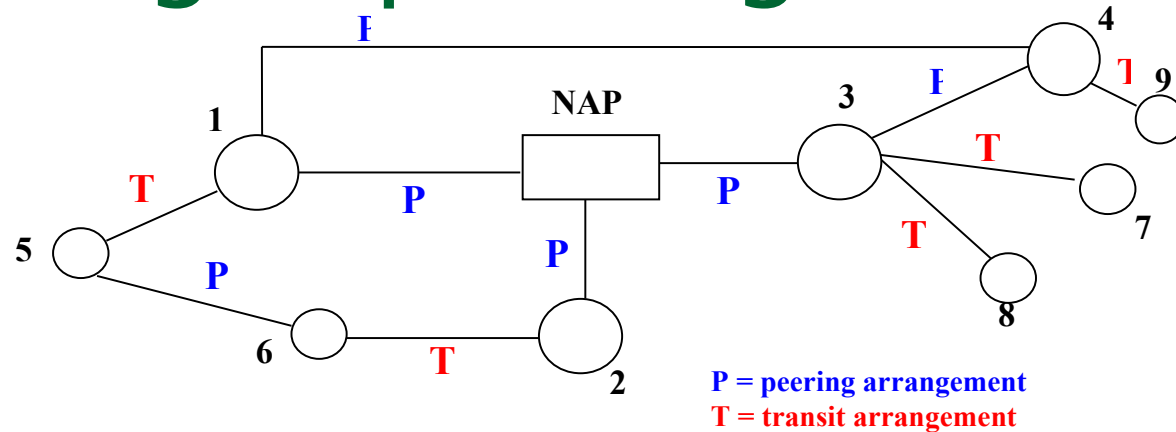 4
P
T
9
P
3
NAP
1
T
T
P
P
7
T
5
P
P
8
6
T
2
P = peering arrangement
T = transit arrangement